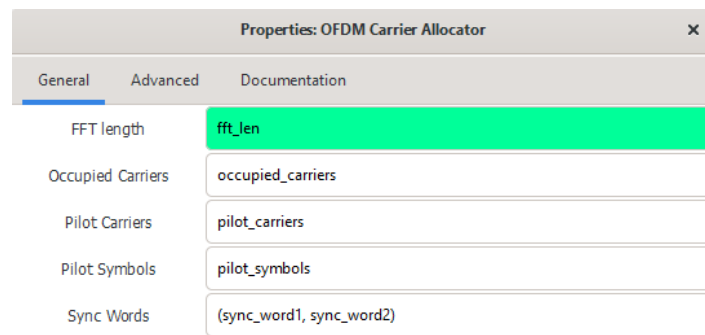 Properties: OFDM Carrier Allocator ×
General Advanced Documentation
FFT length fft_len
Occupied Carriers occupied_carriers
Pilot Carriers pilot_carriers
Pilot Symbols pilot_symbols
Sync Words (sync_word1, sync_word2)